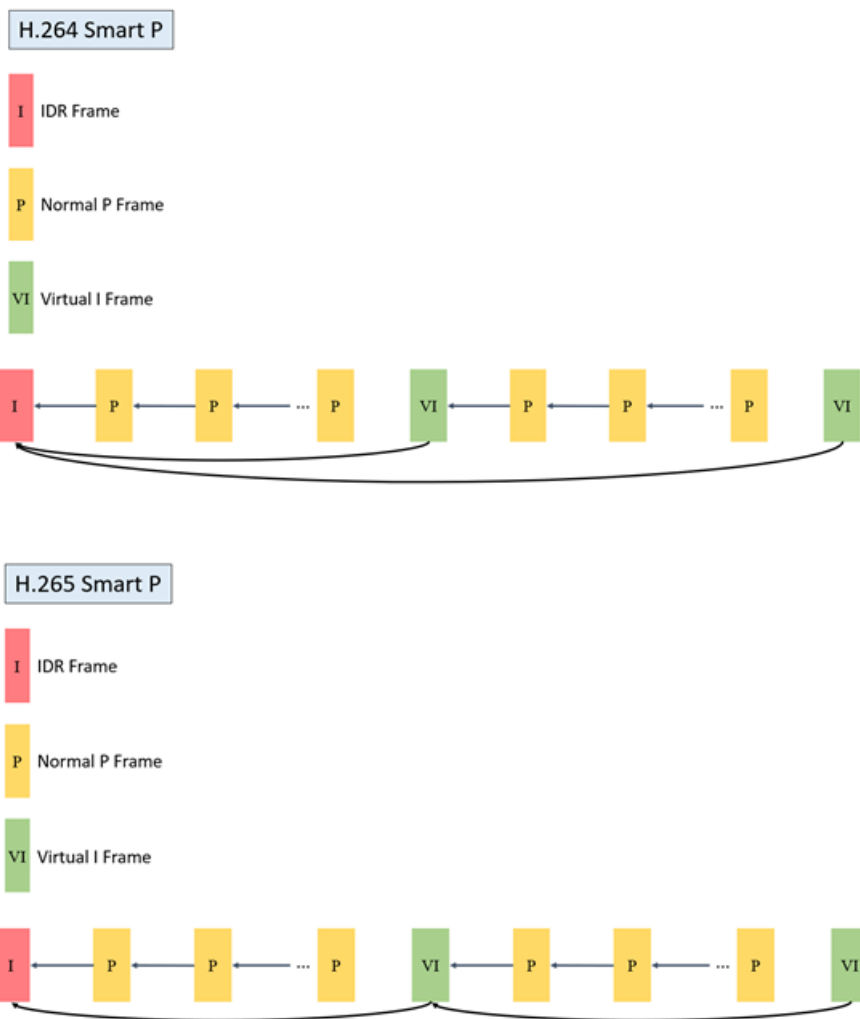 H.264 Smart P
I IDR Frame
P Normal P Frame
VI Virtual I Frame
I P P ... P VI P P ... P VI
H.265 Smart P
I IDR Frame
P Normal P Frame
VI Virtual I Frame
I P P ... P VI P P ... P VI